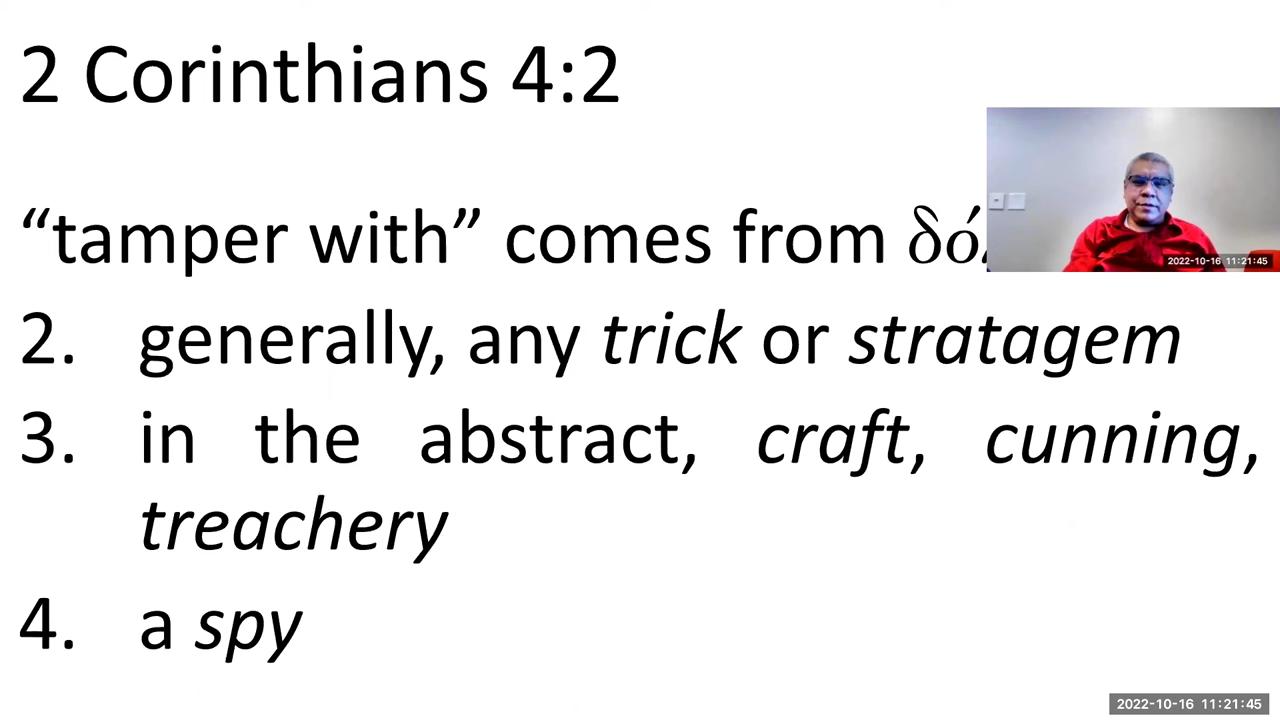 2 Corinthians 4:2
“tamper with” comes from
2. generally, any trick or stratagem
3. in the abstract, craft, cunning,
treachery
4. a spy
2022-10-16 11:21:45
2022-10-16 11:21:45